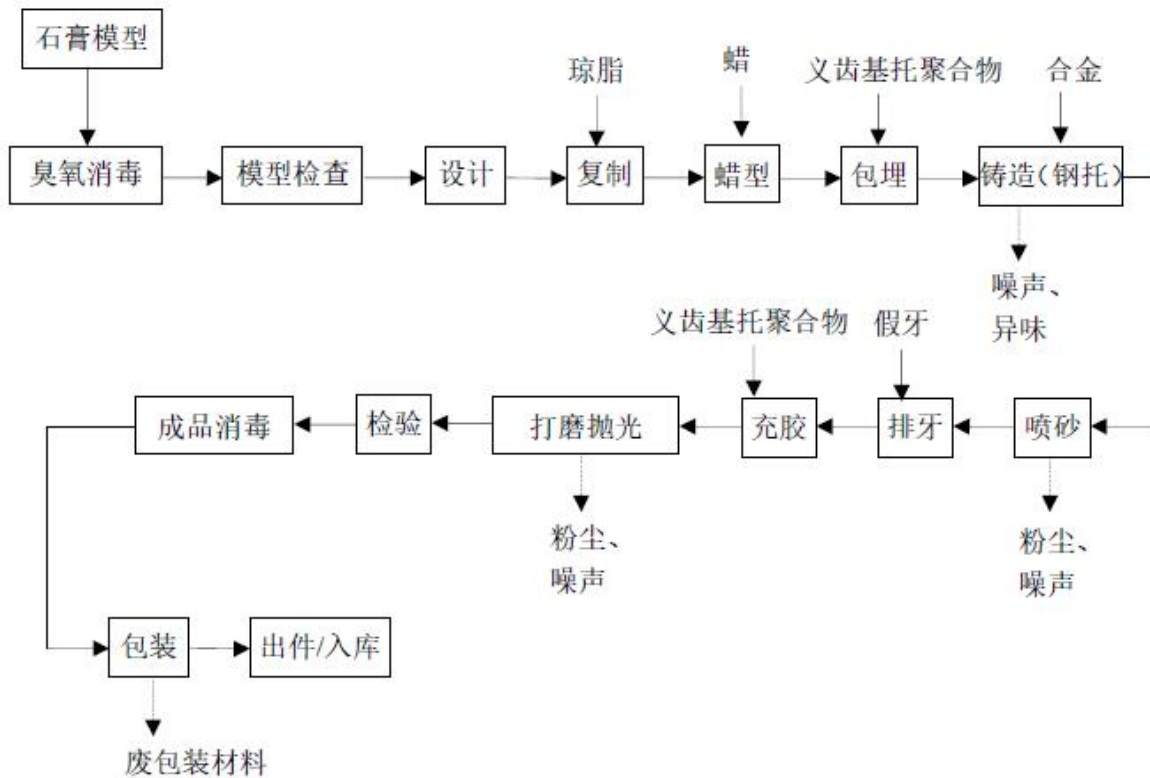 石膏模型
琼脂
蜡
义齿基托聚合物
合金
臭氧消毒
模型检查
设计
复制
蜡型
包埋
铸造(钢托)
噪声、
异味
义齿基托聚合物
假牙
成品消毒
检验
打磨抛光
充胶
排牙
喷砂
粉尘、
噪声
粉尘、
噪声
包装
出件/入库
废包装材料